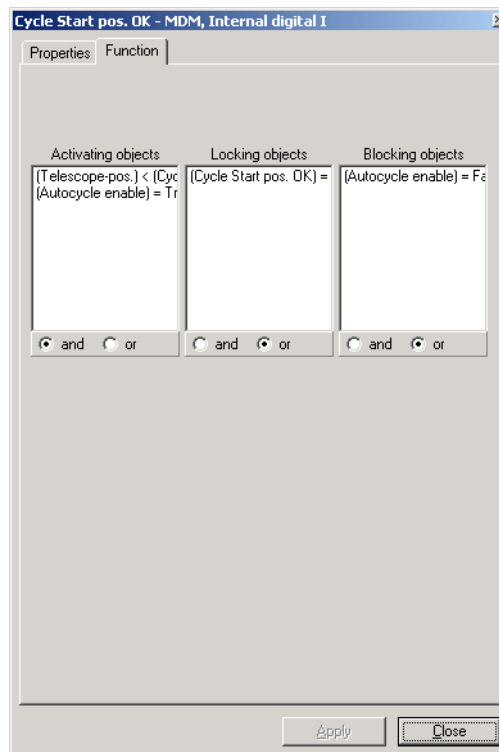 Cycle Start pos. OK - MDM, Internal digital I
Properties Function
Activating objects Locking objects Blocking objects
(Telescope-pos.) < (Cyc (Cycle Start pos. OK) = (Autocycle enable) = Fa
(Autocycle enable) = Tr
and or and or and or
Apply Close